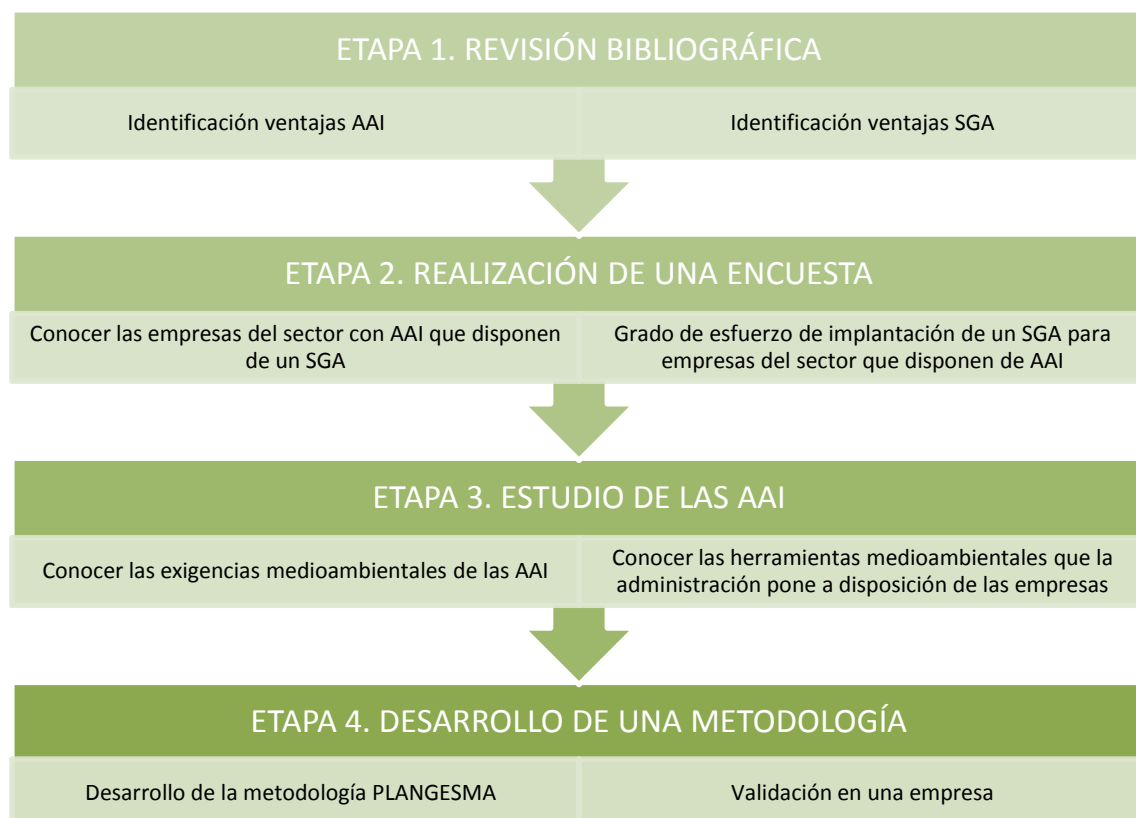 ETAPA 1. REVISIÓN BIBLIOGRÁFICA
Identificación ventajas AAI
Identificación ventajas SGA
ETAPA 2. REALIZACIÓN DE UNA ENCUESTA
Conocer las empresas del sector con AAI que disponen
de un SGA
Grado de esfuerzo de implantación de un SGA para
empresas del sector que disponen de AAI
ETAPA 3. ESTUDIO DE LAS AAI
Conocer las exigencias medioambientales de las AAI
Conocer las herramientas medioambientales que la
administración pone a disposición de las empresas
ETAPA 4. DESARROLLO DE UNA METODOLOGÍA
Desarrollo de la metodología PLANGESMA
Validación en una empresa